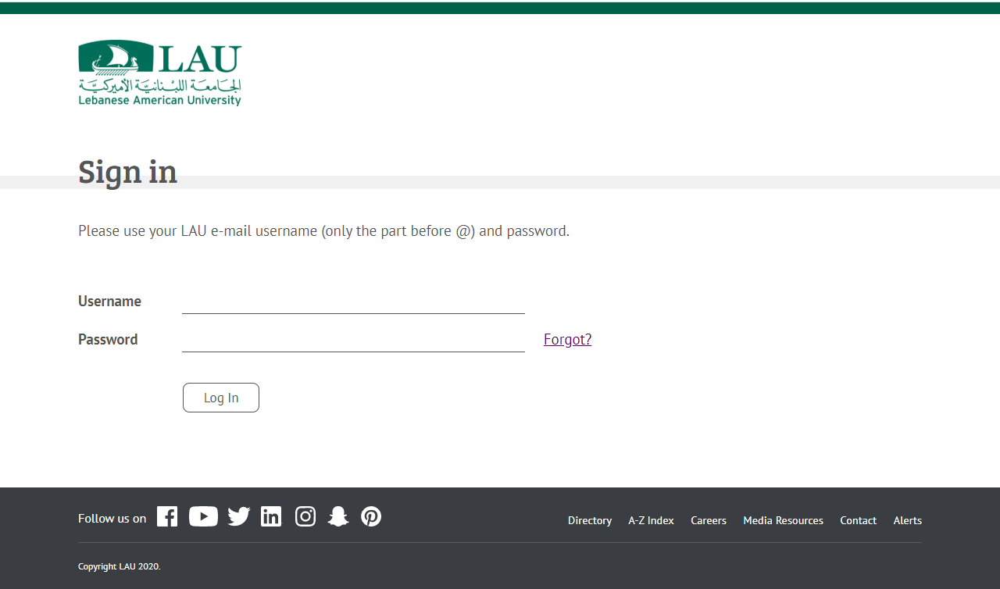 LAU
الجامعة اللبنانية الأميركية
Lebanese American University
Sign in
Please use your LAU e-mail username (only the part before @) and password.
Username
Password
Forgot?
Log In
Follow us on
Directory A-Z Index Careers Media Resources Contact Alerts
Copyright LAU 2020.